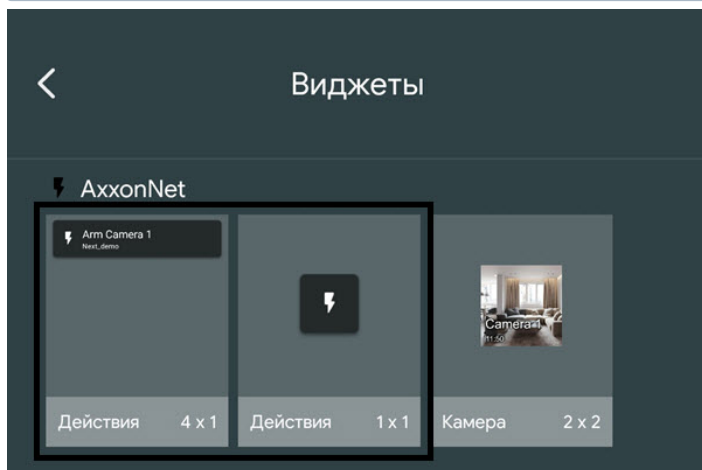 Виджеты
AxxonNet
Arm Camera 1
Next_demo
Camera 1
11:50
Действия 4 x 1
Действия 1 x 1
Камера 2 x 2